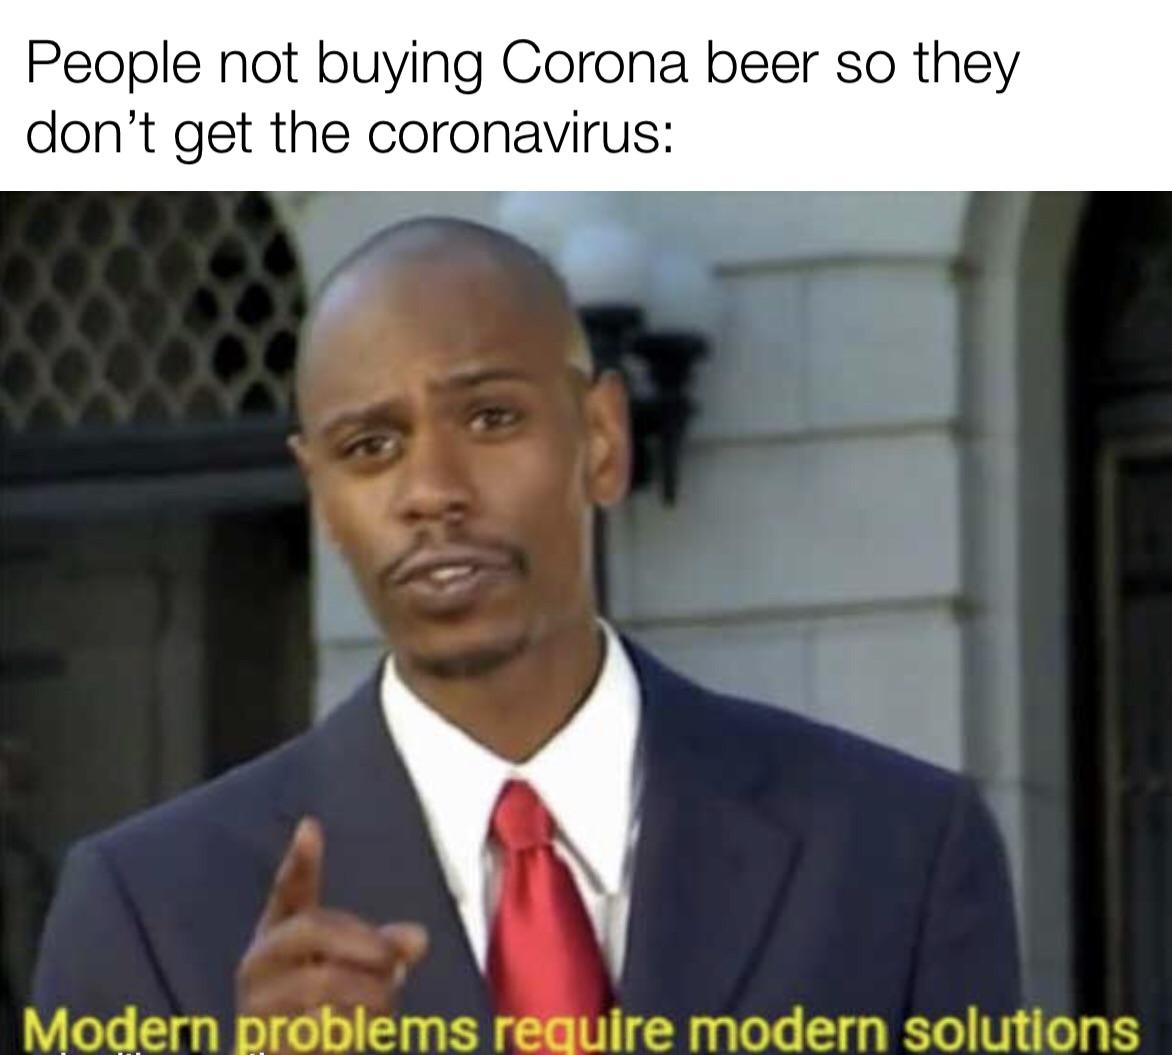 People not buying Corona beer so they
don’t get the coronavirus:
Modern problems require modern solutions